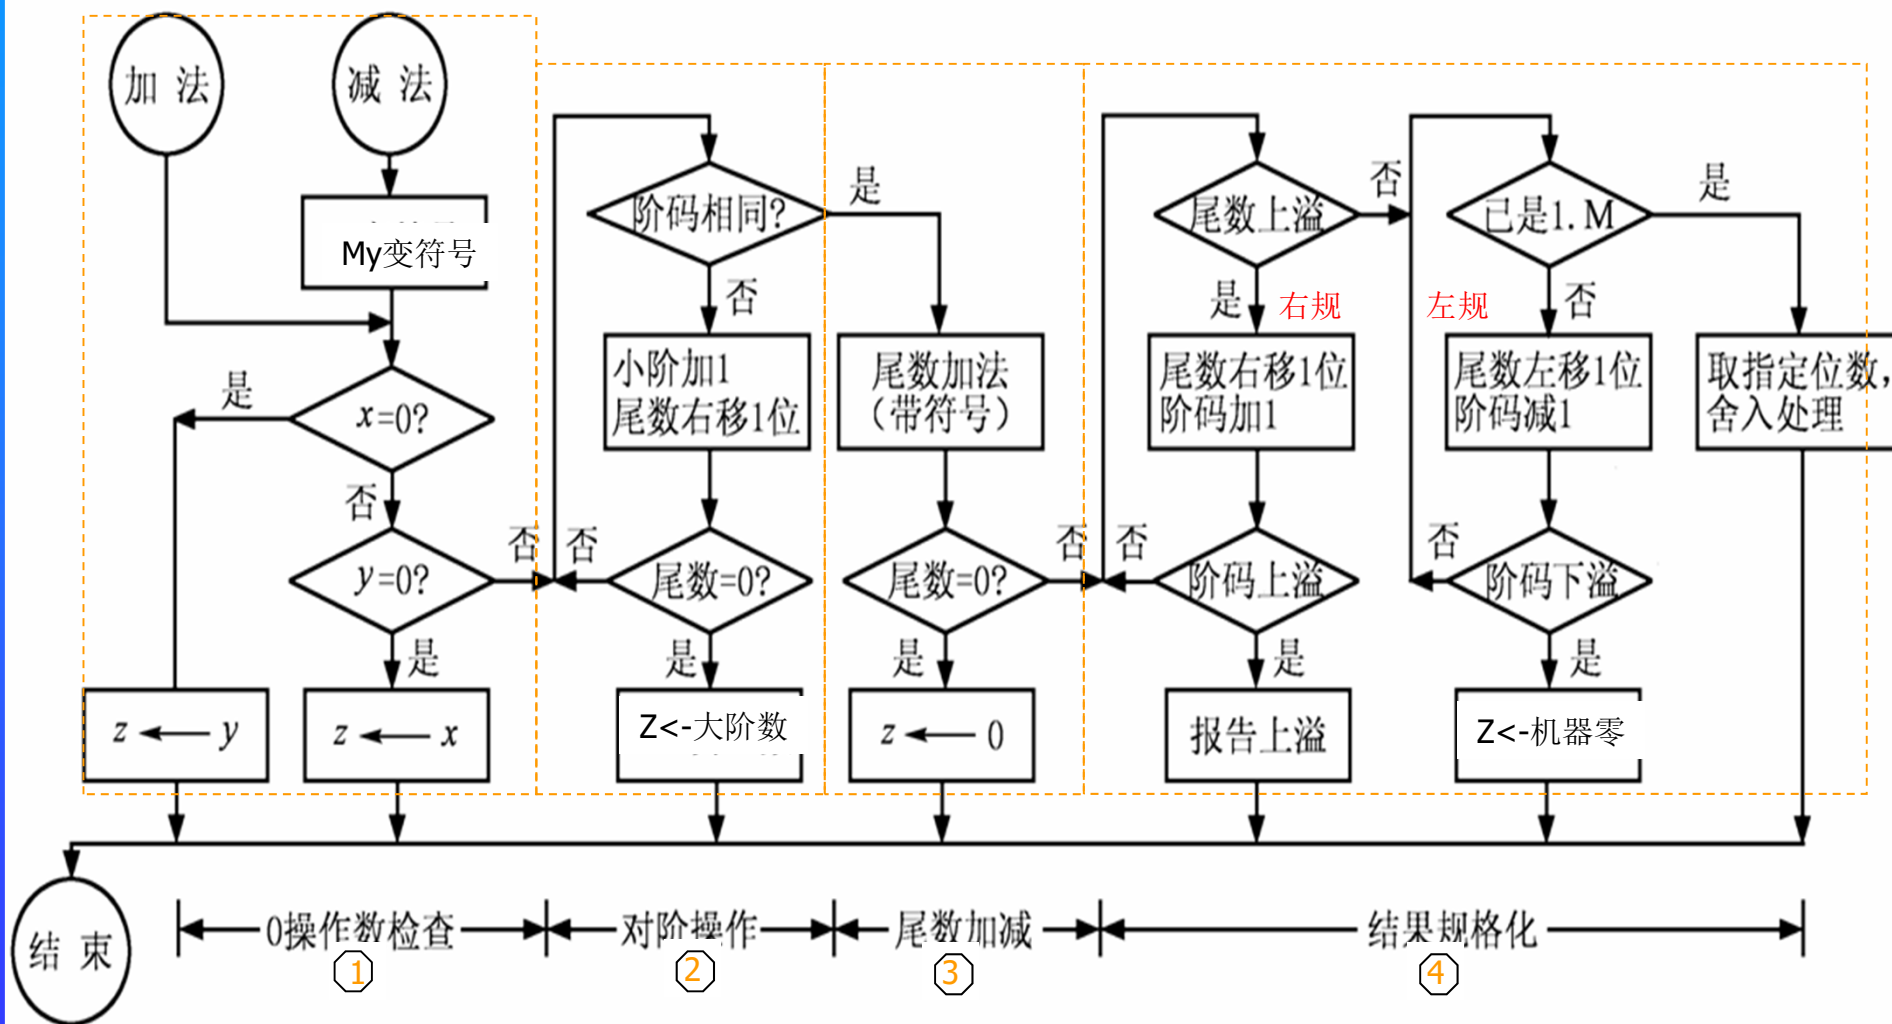 加 法
减 法
My变符号
x=0?
是
否
y=0?
否
是
z ← y
z ← x
阶码相同?
是
否
小阶加1
尾数右移1位
尾数=0?
否
是
Z<-大阶数
尾数加法
(带符号)
尾数=0?
否
是
z ← 0
尾数上溢
否
是
右规
尾数右移1位
阶码加1
阶码上溢
否
是
报告上溢
已是1.M
是
否
左规
尾数左移1位
阶码减1
阶码下溢
否
是
Z<-机器零
取指定位数,
舍入处理
结 束
0操作数检查
对阶操作
尾数加减
结果规格化
1
2
3
4